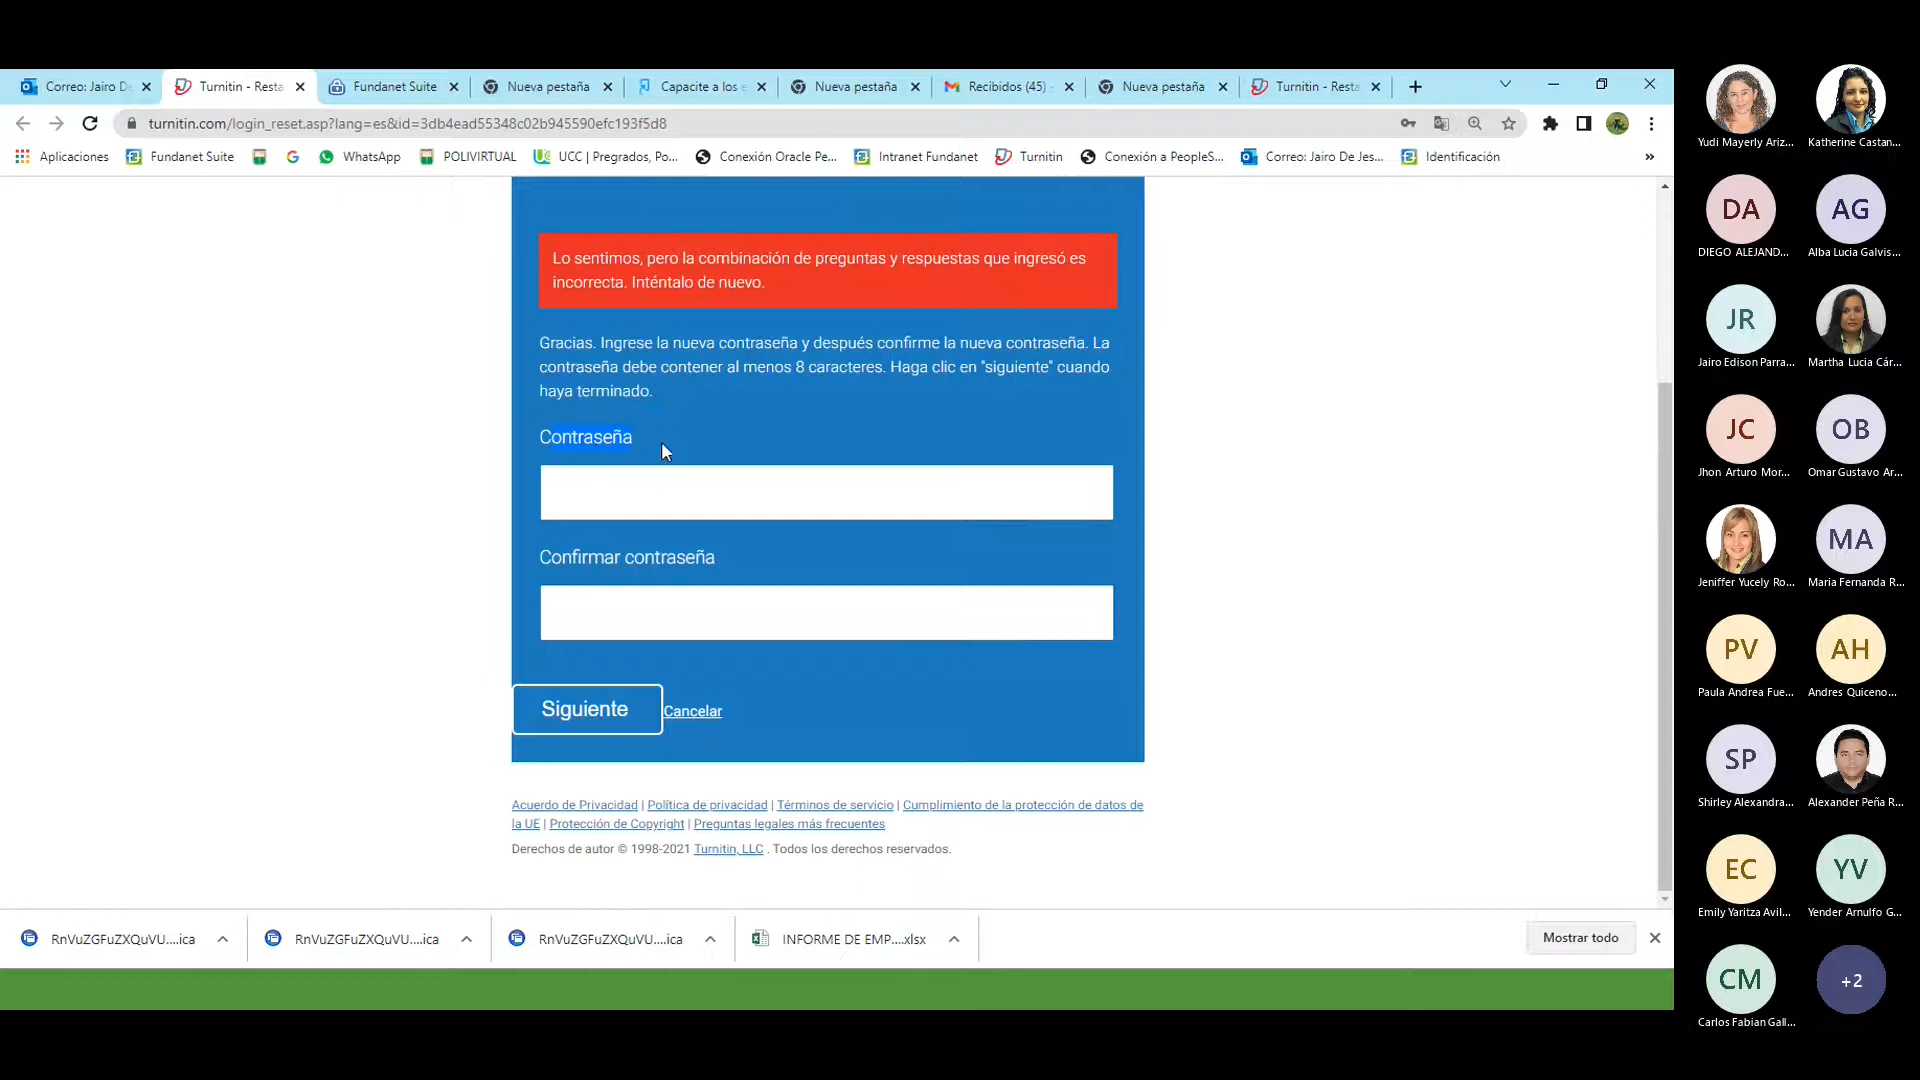 Correo: Jairo D
Turnitin - Resta
Fundanet Suite
Nueva pestaña
Capacite a los e
Nueva pestaña
Recibidos (45) -
Nueva pestaña
Turnitin - Resta
turnitin.com/login_reset.asp?lang=es&id=3db4ead55348c02b945590efc193f5d8
Aplicaciones
Fundanet Suite
WhatsApp
POLIVIRTUAL
UCC | Pregrados, Po...
Conexión Oracle Pe...
Intranet Fundanet
Turnitin
Conexión a PeopleS...
Correo: Jairo De Jes...
Identificación
»
Lo sentimos, pero la combinación de preguntas y respuestas que ingresó es
incorrecta. Inténtalo de nuevo.
Gracias. Ingrese la nueva contraseña y después confirme la nueva contraseña. La
contraseña debe contener al menos 8 caracteres. Haga clic en "siguiente" cuando
haya terminado.
Contraseña
Confirmar contraseña
Siguiente
Cancelar
Acuerdo de Privacidad | Política de privacidad | Términos de servicio | Cumplimiento de la protección de datos de
la UE | Protección de Copyright | Preguntas legales más frecuentes
Derechos de autor © 1998-2021 Turnitin, LLC . Todos los derechos reservados.
RnVuZGFuZXQuVU....ica
RnVuZGFuZXQuVU....ica
RnVuZGFuZXQuVU....ica
INFORME DE EMP....xlsx
Mostrar todo
Yudi Mayerly Ariz...
Katherine Castan...
DA
DIEGO ALEJAND...
AG
Alba Lucia Galvis...
JR
Jairo Edison Parra...
Martha Lucia Cár...
JC
Jhon Arturo Mor...
OB
Omar Gustavo Ar...
Jeniffer Yucely Ro...
MA
Maria Fernanda R...
PV
Paula Andrea Fue...
AH
Andres Quiceno...
SP
Shirley Alexandra...
Alexander Peña R...
EC
Emily Yaritza Avil...
YV
Yender Arnulfo G...
CM
Carlos Fabian Gall...
+2